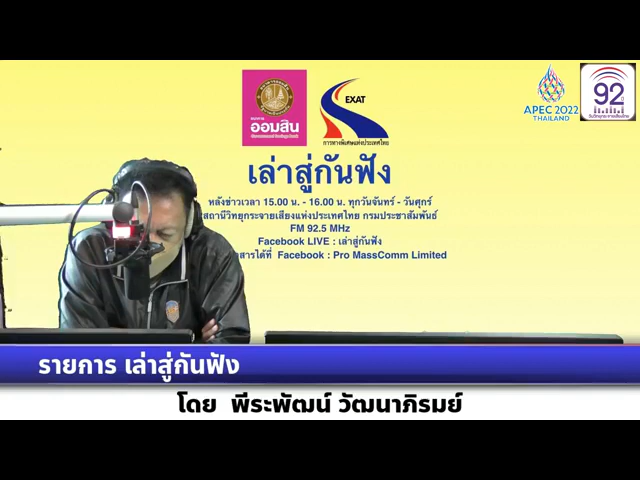 APEC 2022
THAILAND
92.5
EXAT
ธนาคาร
ออมสิน
การทางพิเศษแห่งประเทศไทย
เล่าสู่กันฟัง
หลังข่าวเวลา 15.00 น. - 16.00 น. ทุกวันจันทร์ - วันศุกร์
สถานีวิทยุกระจายเสียงแห่งประเทศไทย กรมประชาสัมพันธ์
FM 92.5 MHz
Facebook LIVE : เล่าสู่กันฟัง
สารได้ที่ Facebook : Pro MassComm Limited
รายการ เล่าสู่กันฟัง
โดย พีระพัฒน์ วัฒนาภิรมย์